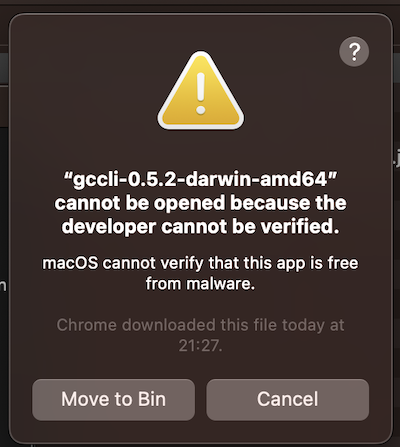 ?
“gccli-0.5.2-darwin-amd64”
cannot be opened because the
developer cannot be verified.
macOS cannot verify that this app is free
from malware.
Chrome downloaded this file today at
21:27.
Move to Bin
Cancel